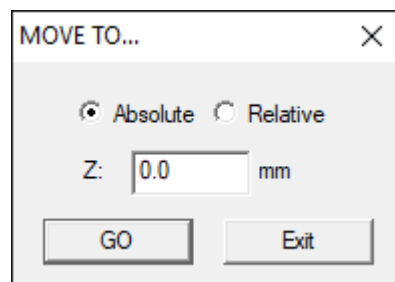 MOVE TO...
Absolute Relative
Z: 0.0 mm
GO Exit